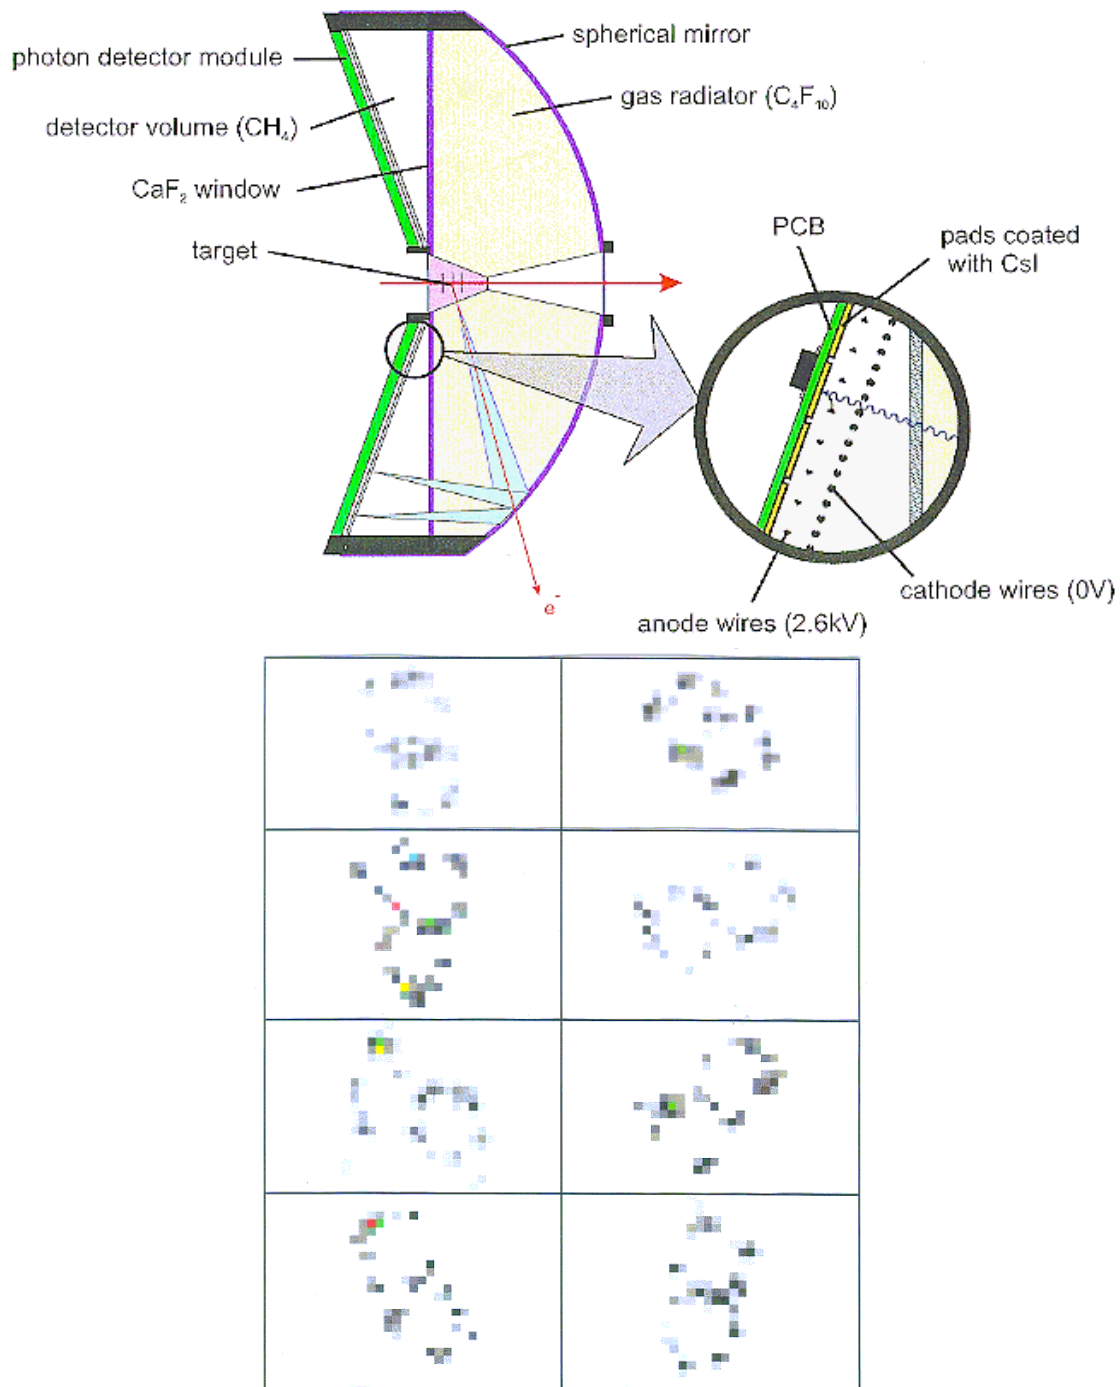 spherical mirror
photon detector module
gas radiator (C₄F₁₀)
detector volume (CH₄)
CaF₂ window
target
PCB
pads coated
with CsI
cathode wires (0V)
e⁻
anode wires (2.6kV)